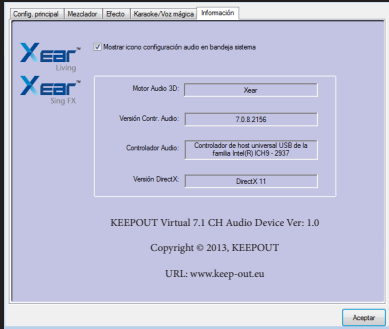 Config. principal Mezclador Efecto Karaoke/Voz mágica Información
Xear™
Living
Xear™
Sing FX
Mostrar icono configuración audio en bandeja sistema
Motor Audio 3D: Xear
Versión Contr. Audio: 7.0.8.2156
Controlador Audio: Controlador de host universal USB de la
familia Intel(R) ICH9 - 2937
Versión DirectX: DirectX 11
KEEPOUT Virtual 7.1 CH Audio Device Ver: 1.0
Copyright © 2013, KEEPOUT
URL: www.keep-out.eu
Aceptar